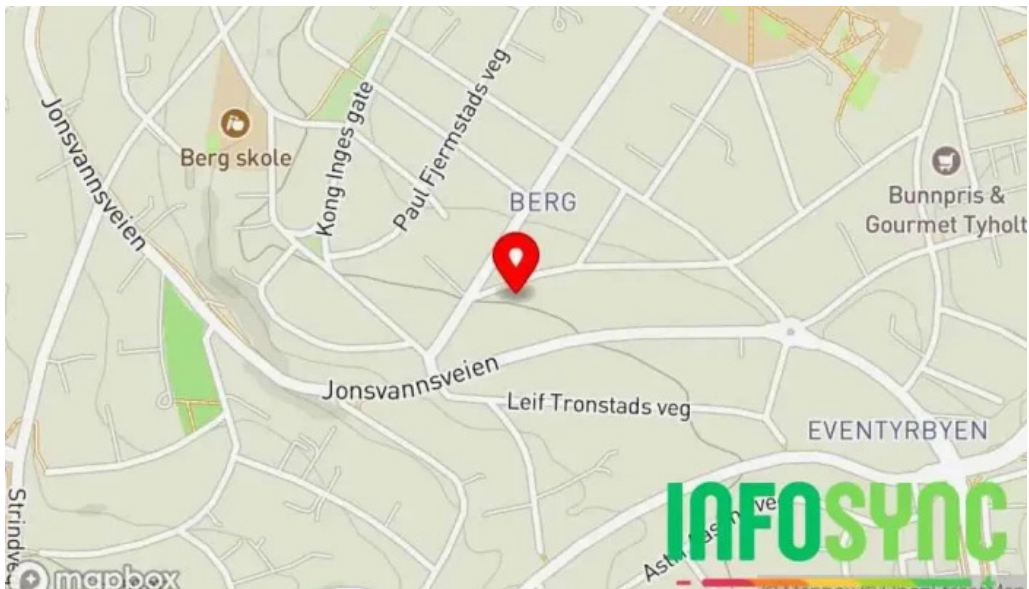 Jonsvannsveien
Berg skole
Kong Inges gate
Paul Fjermstads veg
BERG
Bunnpris &
Gourmet Tyholt
Jonsvannsveien
Leif Tronstads veg
EVENTYRBYEN
Strindve
INFOSYNC
mapbox